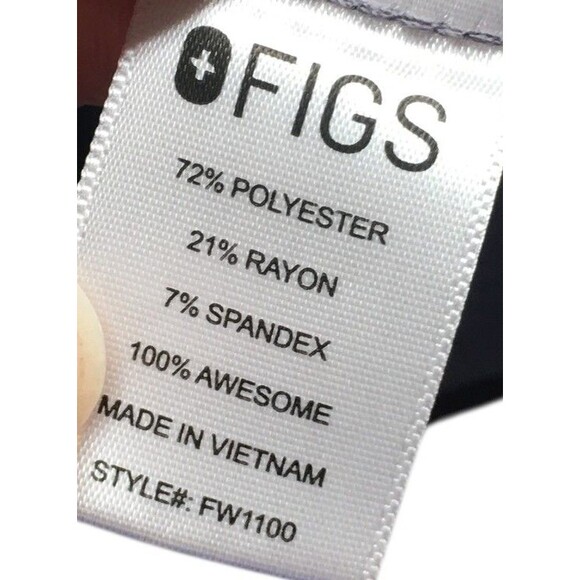 FIGS
72% POLYESTER
21% RAYON
7% SPANDEX
100% AWESOME
MADE IN VIETNAM
STYLE#: FW1100